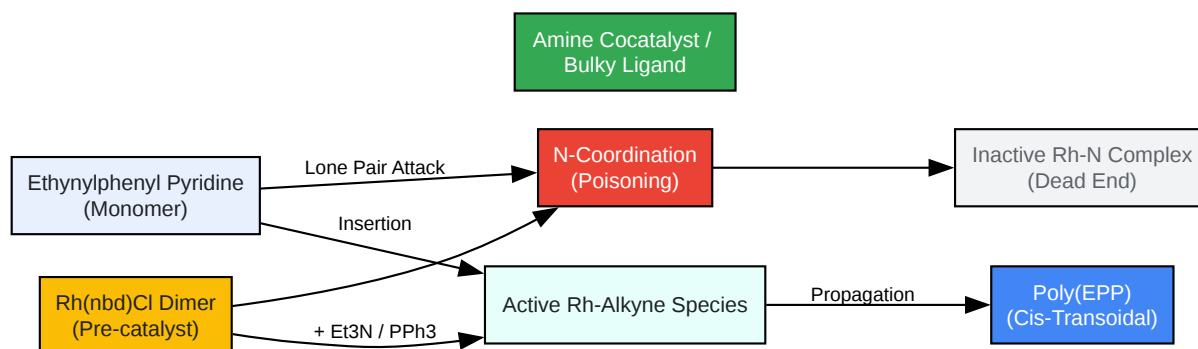 Amine Cocatalyst /
Bulky Ligand
N-Coordination
(Poisoning)
Inactive Rh-N Complex
(Dead End)
Lone Pair Attack
Ethynylphenyl Pyridine
(Monomer)
Insertion
Rh(nbd)Cl Dimer
(Pre-catalyst)
+ Et3N / PPh3
Active Rh-Alkyne Species
Propagation
Poly(EPP)
(Cis-Transoidal)